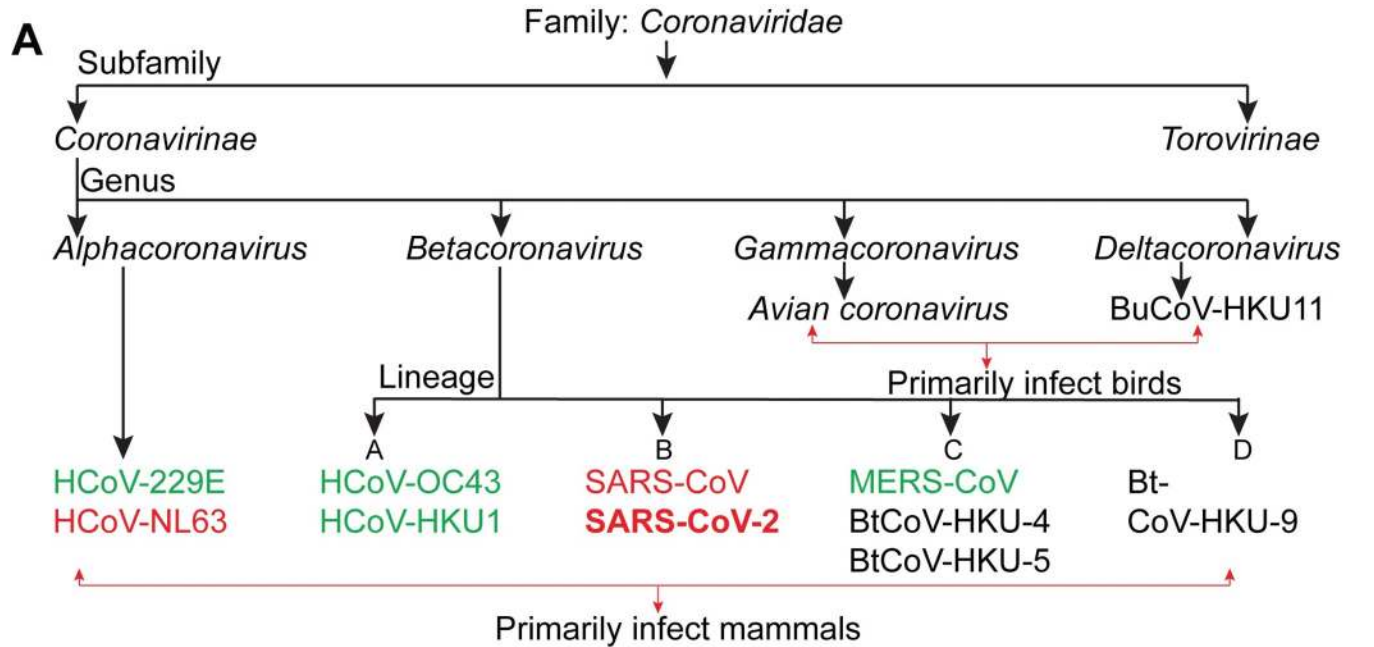 A
Family: Coronaviridae
Subfamily
Coronavirinae
Torovirinae
Genus
Alphacoronavirus
Betacoronavirus
Gammacoronavirus
Deltacoronavirus
Avian coronavirus
BuCoV-HKU11
Lineage
Primarily infect birds
A
B
C
D
HCoV-229E
HCoV-NL63
HCoV-OC43
HCoV-HKU1
SARS-CoV
SARS-CoV-2
MERS-CoV
BtCoV-HKU-4
BtCoV-HKU-5
Bt-
CoV-HKU-9
Primarily infect mammals